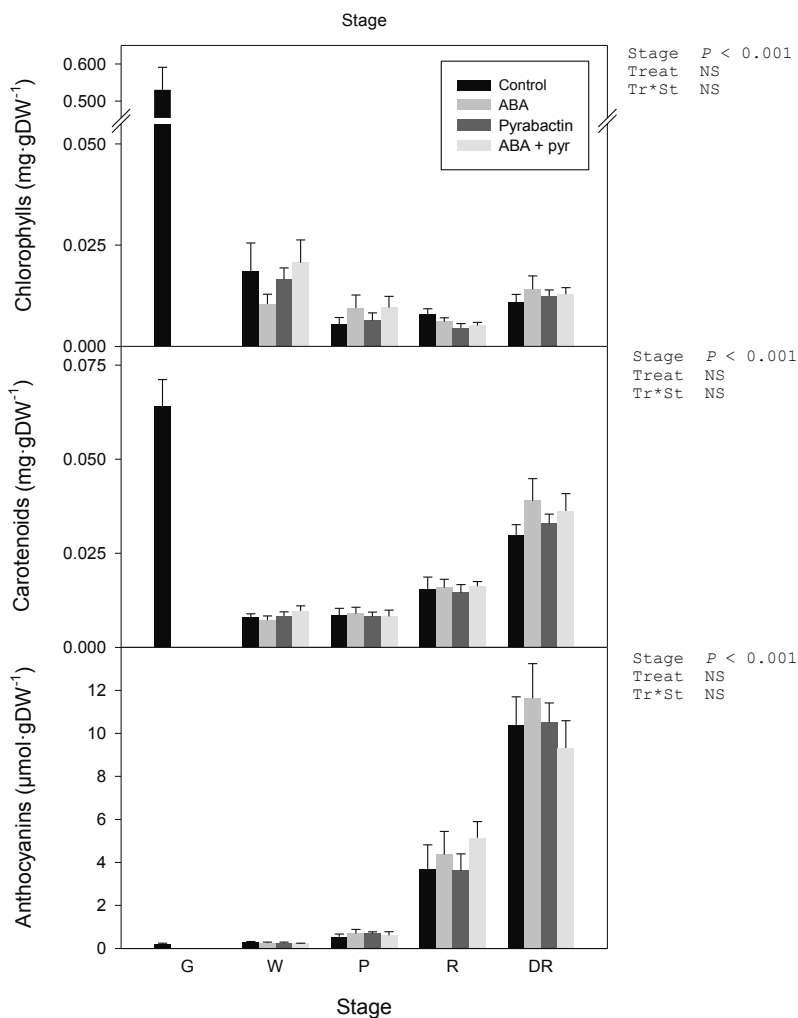 Stage
Chlorophylls (mg·gDW⁻¹)
0.600
0.500
0.050
0.025
0.000
Control
ABA
Pyrabactin
ABA + pyr
Stage P < 0.001
Treat NS
Tr*St NS
Carotenoids (mg·gDW⁻¹)
0.075
0.050
0.025
0.000
Stage P < 0.001
Treat NS
Tr*St NS
Anthocyanins (µmol·gDW⁻¹)
12
10
8
6
4
2
0
Stage P < 0.001
Treat NS
Tr*St NS
G W P R DR
Stage